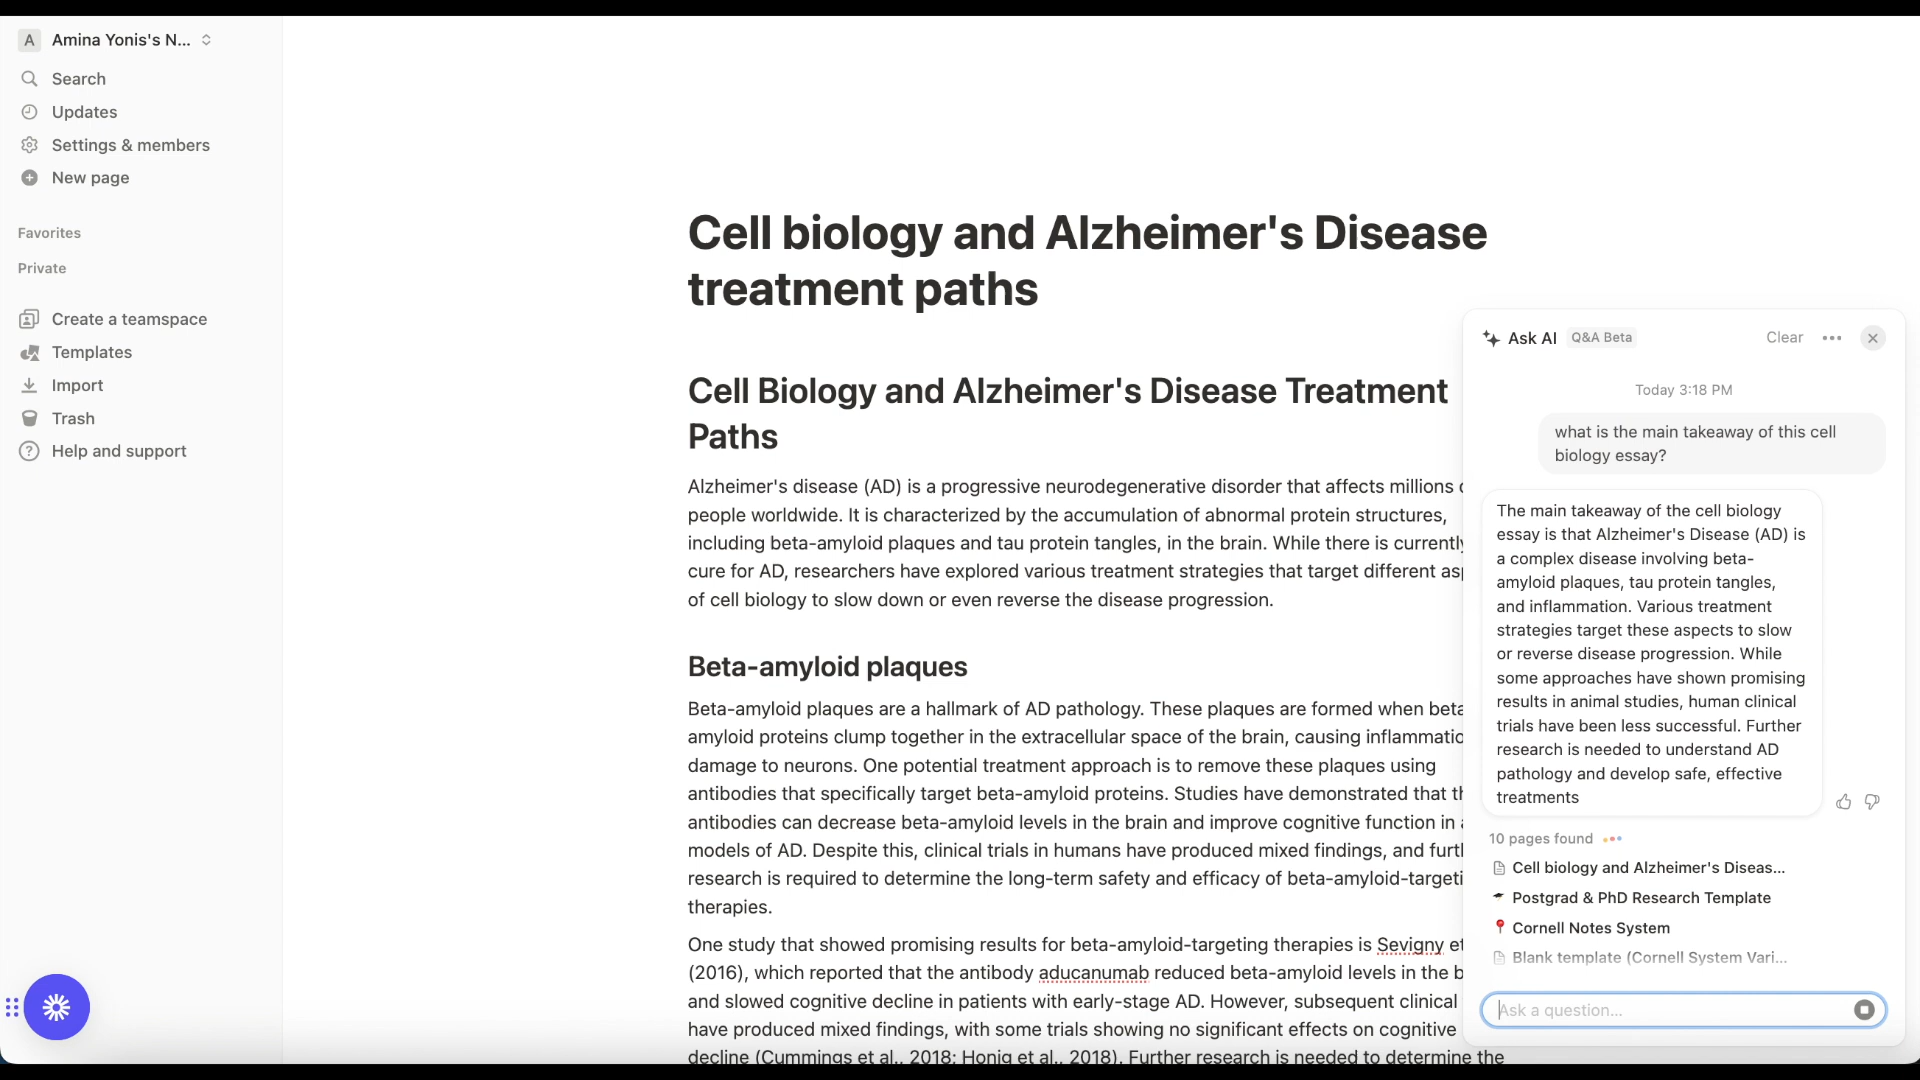 A Amina Yonis's N...
Search
Updates
Settings & members
New page
Favorites
Private
Create a teamspace
Templates
Import
Trash
Help and support
Cell biology and Alzheimer's Disease
treatment paths
Cell Biology and Alzheimer's Disease Treatment
Paths
Alzheimer's disease (AD) is a progressive neurodegenerative disorder that affects millions
people worldwide. It is characterized by the accumulation of abnormal protein structures,
including beta-amyloid plaques and tau protein tangles, in the brain. While there is currently
cure for AD, researchers have explored various treatment strategies that target different
of cell biology to slow down or even reverse the disease progression.
Beta-amyloid plaques
Beta-amyloid plaques are a hallmark of AD pathology. These plaques are formed when beta
amyloid proteins clump together in the extracellular space of the brain, causing
damage to neurons. One potential treatment approach is to remove these plaques using
antibodies that specifically target beta-amyloid proteins. Studies have demonstrated that
antibodies can decrease beta-amyloid levels in the brain and improve cognitive function in
models of AD. Despite this, clinical trials in humans have produced mixed findings, and
research is required to determine the long-term safety and efficacy of beta-amyloid-targeti
therapies.
One study that showed promising results for beta-amyloid-targeting therapies is Sevigny et
(2016), which reported that the antibody aducanumab reduced beta-amyloid levels in the
and slowed cognitive decline in patients with early-stage AD. However, subsequent clinical
have produced mixed findings, with some trials showing no significant effects on cognitive
decline (Cummings et al., 2018; Honig et al., 2018). Further research is needed to determine the
Ask AI Q&A Beta Clear
Today 3:18 PM
what is the main takeaway of this cell
biology essay?
The main takeaway of the cell biology
essay is that Alzheimer's Disease (AD) is
a complex disease involving beta-
amyloid plaques, tau protein tangles,
and inflammation. Various treatment
strategies target these aspects to slow
or reverse disease progression. While
some approaches have shown promising
results in animal studies, human clinical
trials have been less successful. Further
research is needed to understand AD
pathology and develop safe, effective
treatments
10 pages found
Cell biology and Alzheimer's Diseas...
Postgrad & PhD Research Template
Cornell Notes System
Blank template (Cornell System Vari...
Ask a question...